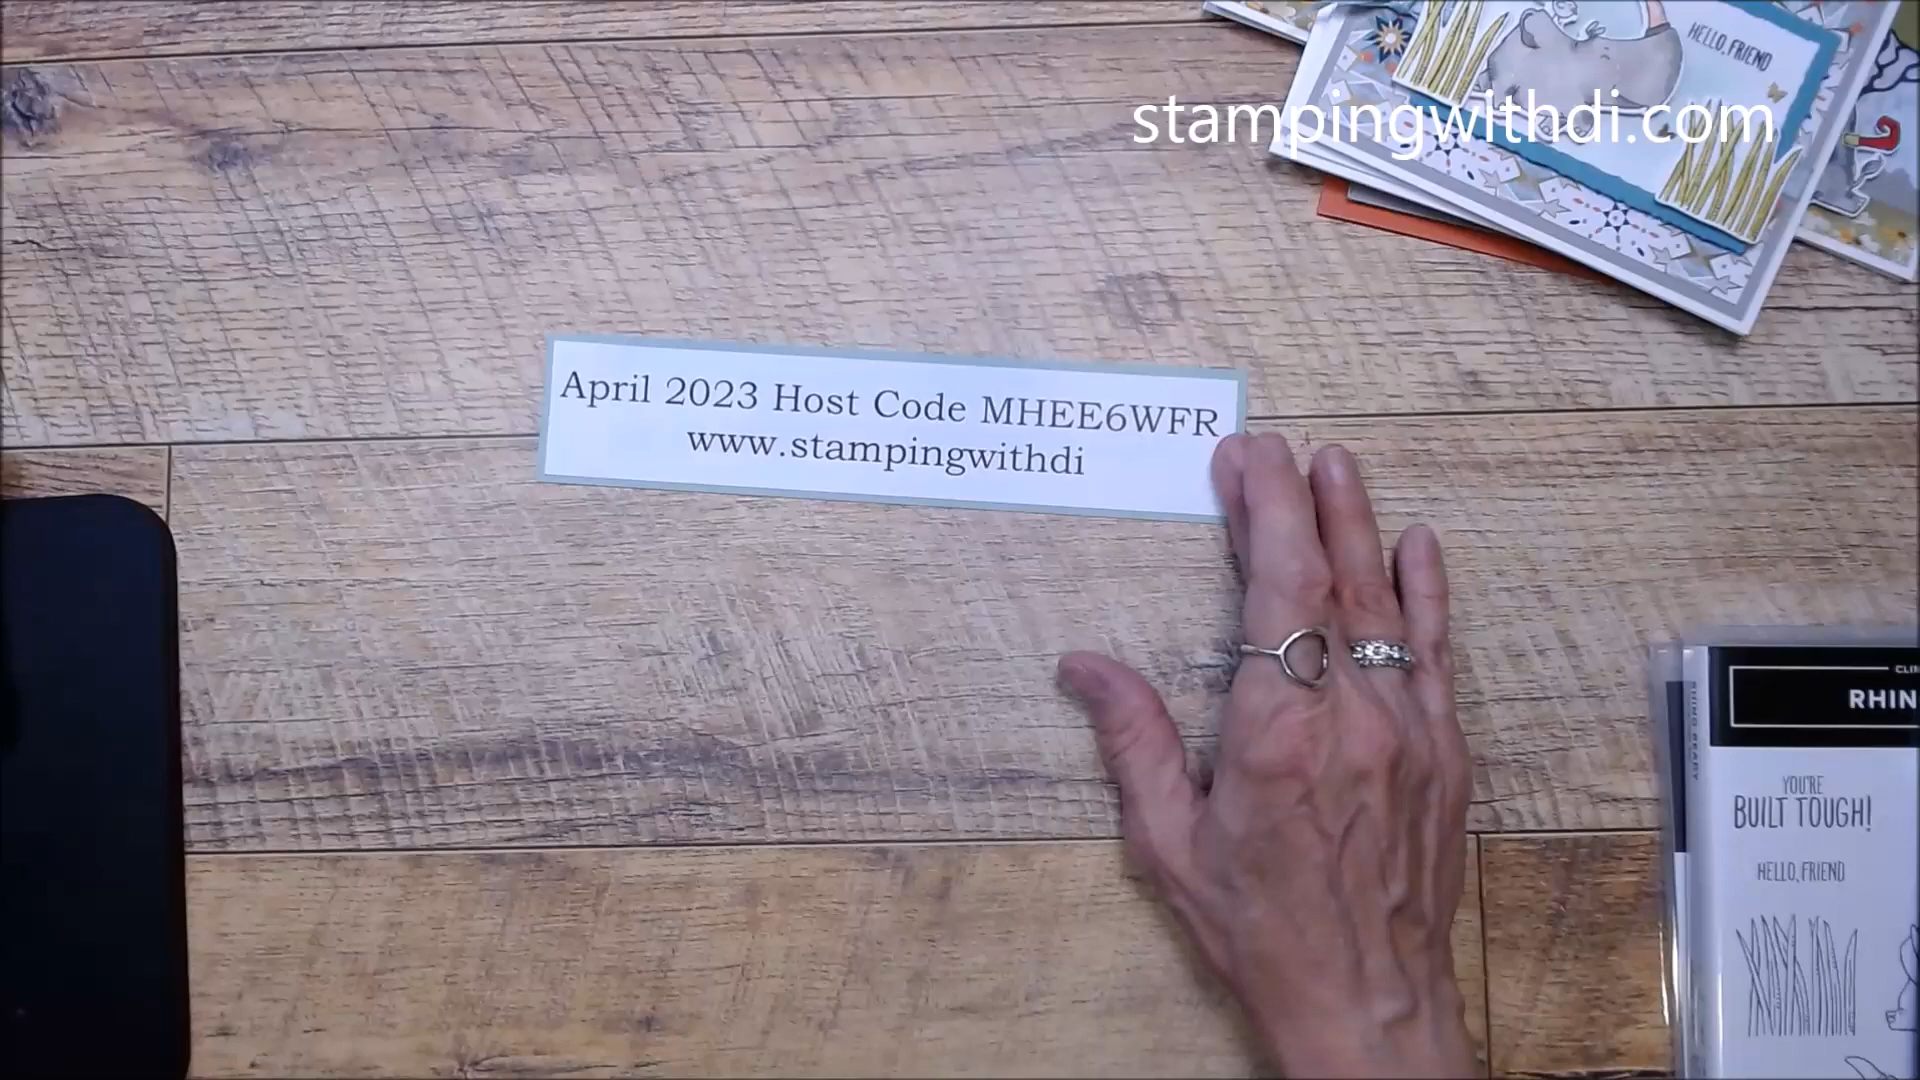 HELLO, FRIEND
stampingwithdi.com
April 2023 Host Code MHEE6WFR
www.stampingwithdi
RHIN
YOU'RE
BUILT TOUGH!
HELLO, FRIEND